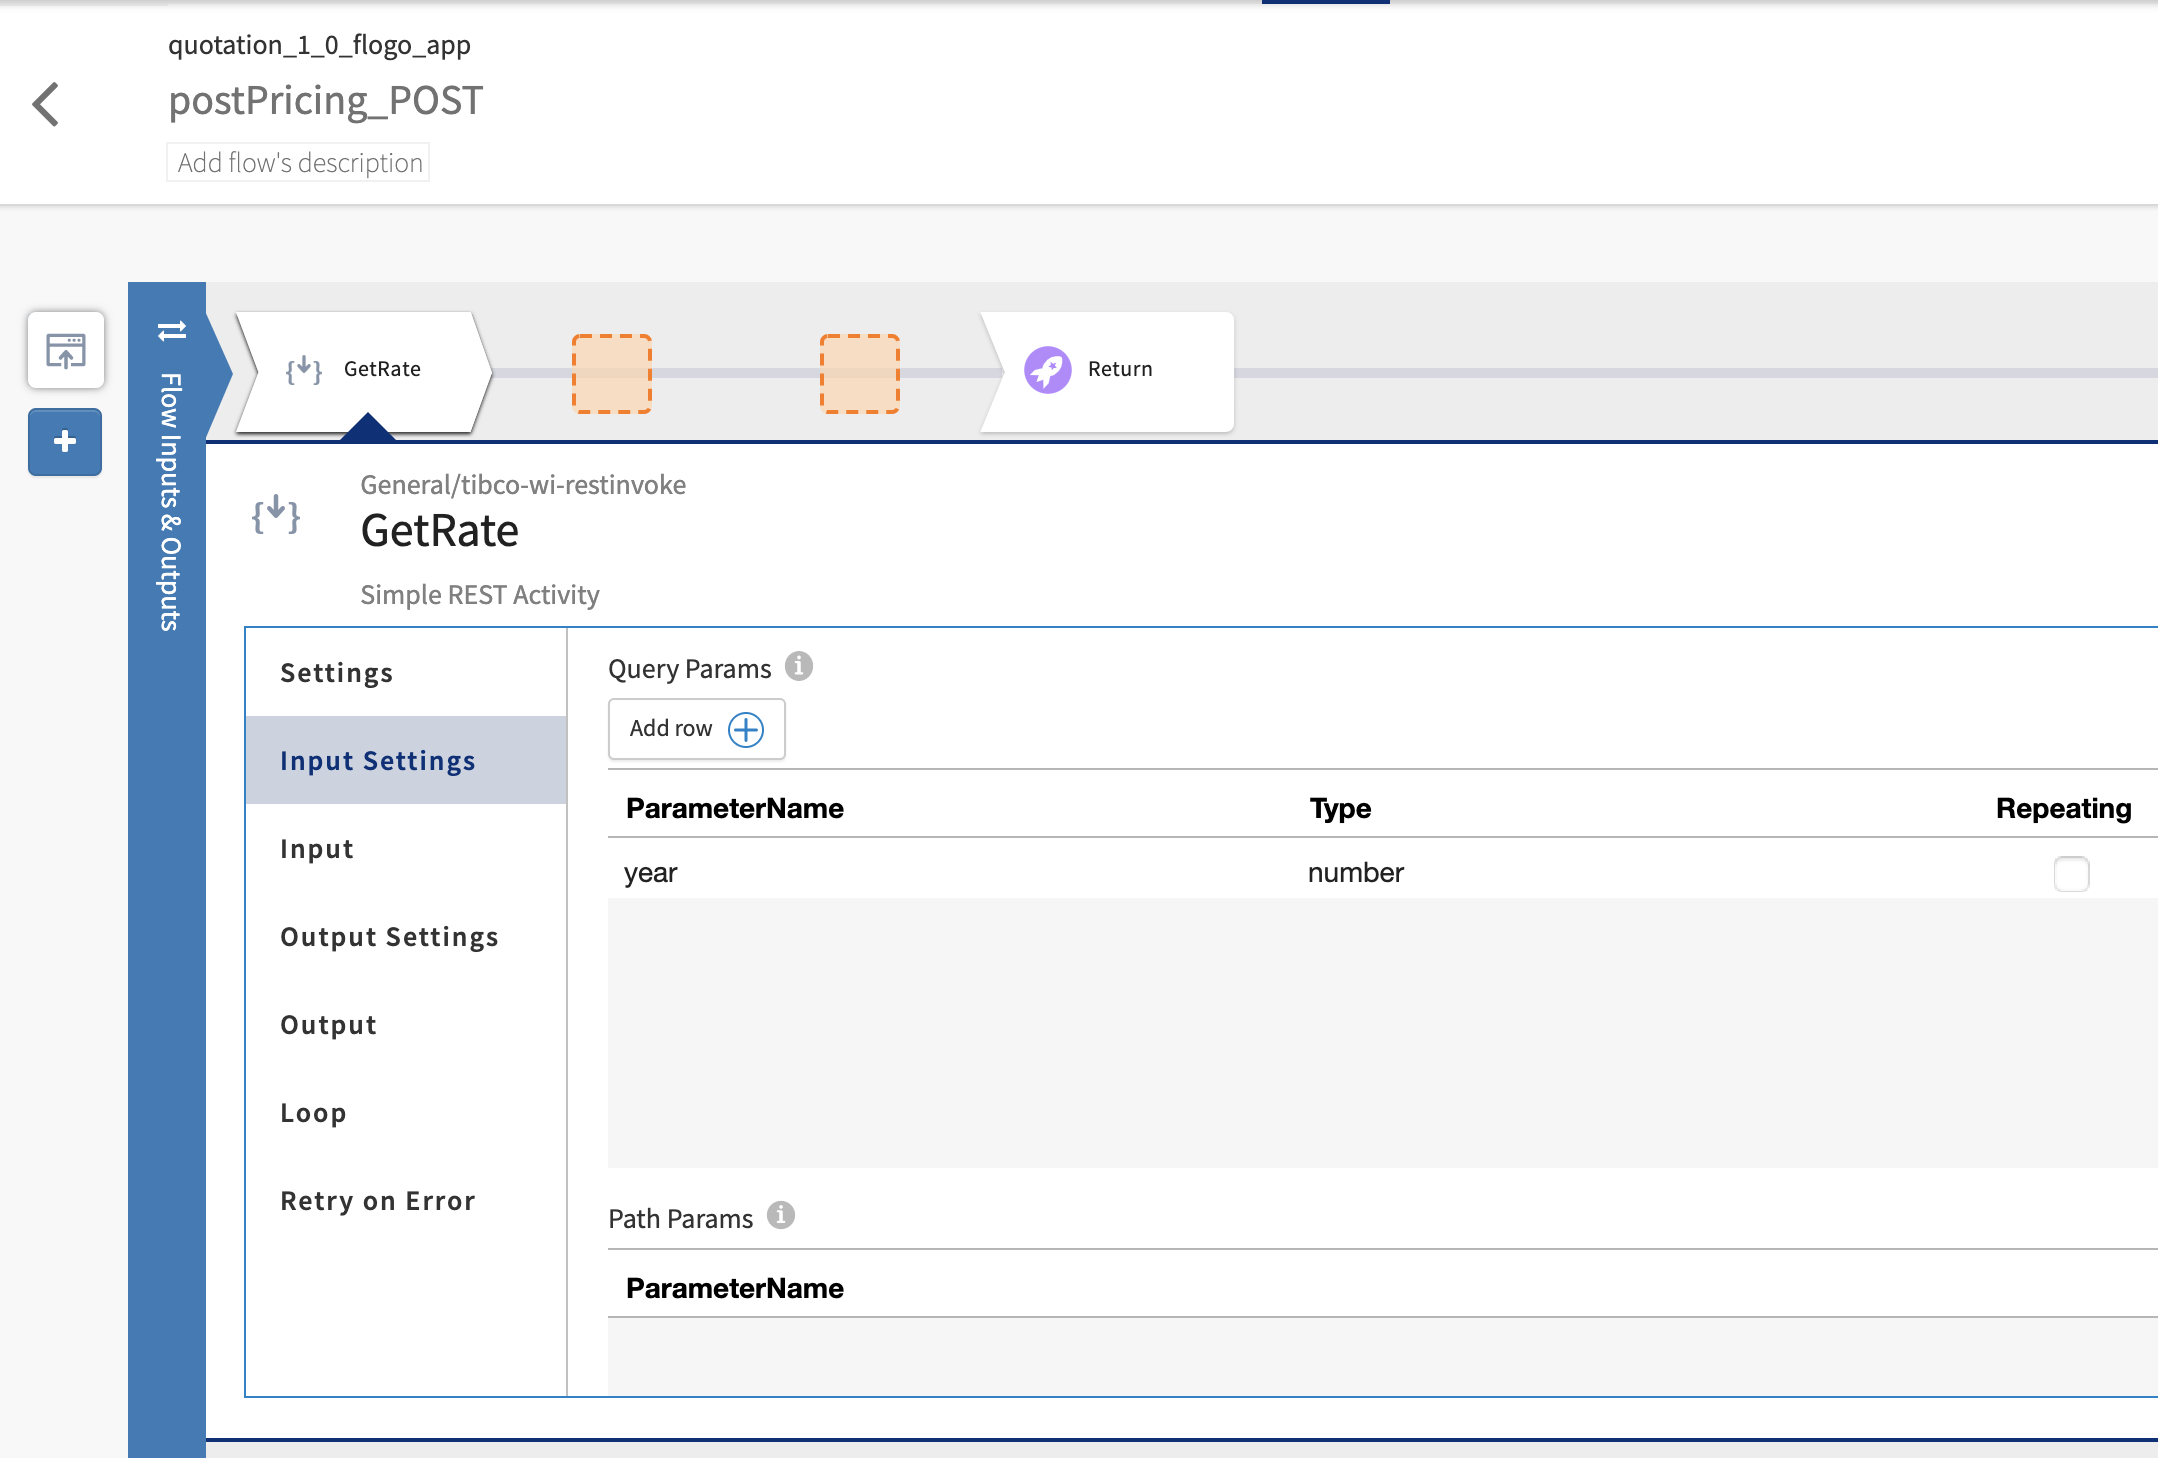 quotation_1_0_flogo_app
postPricing_POST
Add flow's description
Flow Inputs & Outputs
GetRate
Return
General/tibco-wi-restinvoke
GetRate
Simple REST Activity
Settings
Input Settings
Input
Output Settings
Output
Loop
Retry on Error
Query Params
Add row
ParameterName Type Repeating
year number
Path Params
ParameterName